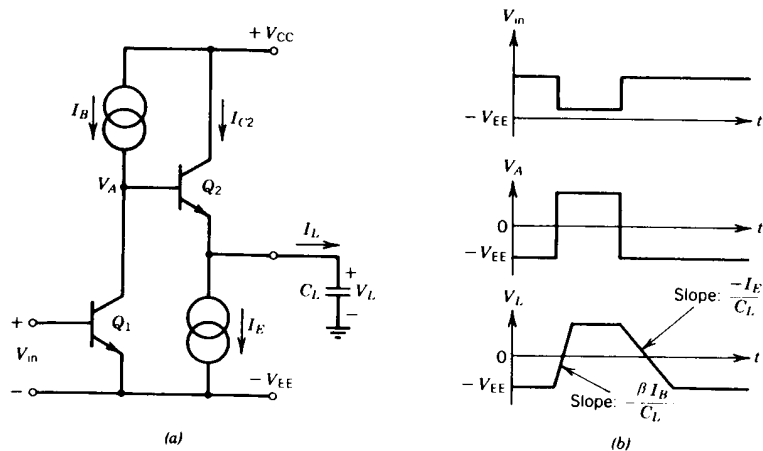 + V_CC
I_B
I_C2
V_A
Q_2
I_L
+
C_L
V_L
−
+
V_in
−
Q_1
I_E
− V_EE
(a)
V_in
− V_EE
t
V_A
0
t
− V_EE
V_L
Slope: −I_E / C_L
0
t
− V_EE
Slope: − βI_B / C_L
(b)